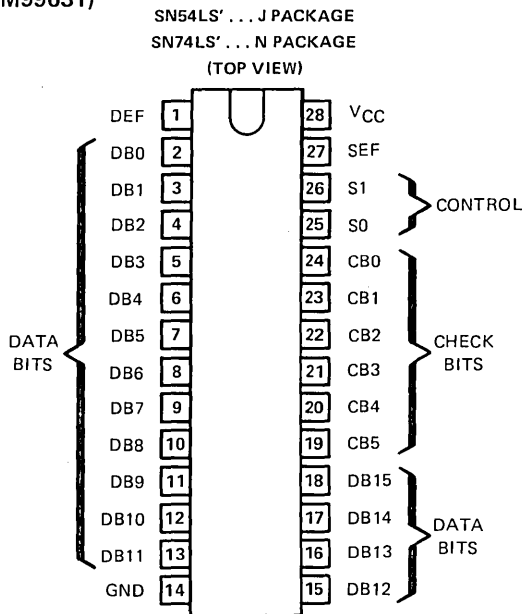 M99631)
SN54LS' . . . J PACKAGE
SN74LS' . . . N PACKAGE
(TOP VIEW)
DEF 1 28 VCC
DB0 2 27 SEF
DB1 3 26 S1
DB2 4 25 S0
CONTROL
DB3 5 24 CB0
DB4 6 23 CB1
DB5 7 22 CB2
DB6 8 21 CB3
DB7 9 20 CB4
DB8 10 19 CB5
DATA
BITS
CHECK
BITS
DB9 11 18 DB15
DB10 12 17 DB14
DB11 13 16 DB13
GND 14 15 DB12
DATA
BITS